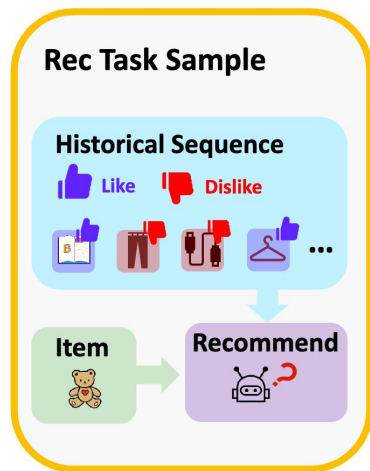 Rec Task Sample
Historical Sequence
Like Dislike
B
...
Item
Recommend
?